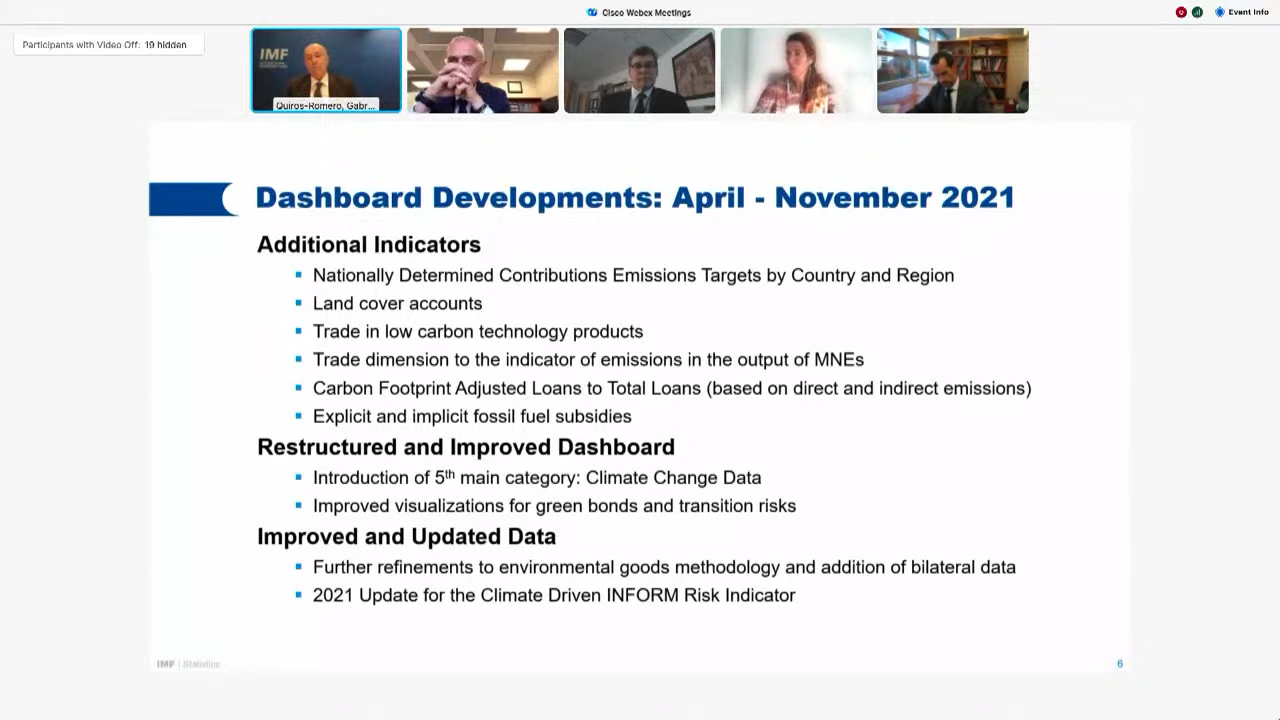 Cisco Webex Meetings
Event Info
Participants with Video Off: 19 hidden
IMF
Quiros-Romero, Gabr...
Dashboard Developments: April - November 2021
Additional Indicators
Nationally Determined Contributions Emissions Targets by Country and Region
Land cover accounts
Trade in low carbon technology products
Trade dimension to the indicator of emissions in the output of MNEs
Carbon Footprint Adjusted Loans to Total Loans (based on direct and indirect emissions)
Explicit and implicit fossil fuel subsidies
Restructured and Improved Dashboard
Introduction of 5th main category: Climate Change Data
Improved visualizations for green bonds and transition risks
Improved and Updated Data
Further refinements to environmental goods methodology and addition of bilateral data
2021 Update for the Climate Driven INFORM Risk Indicator
IMF | Statistics
6